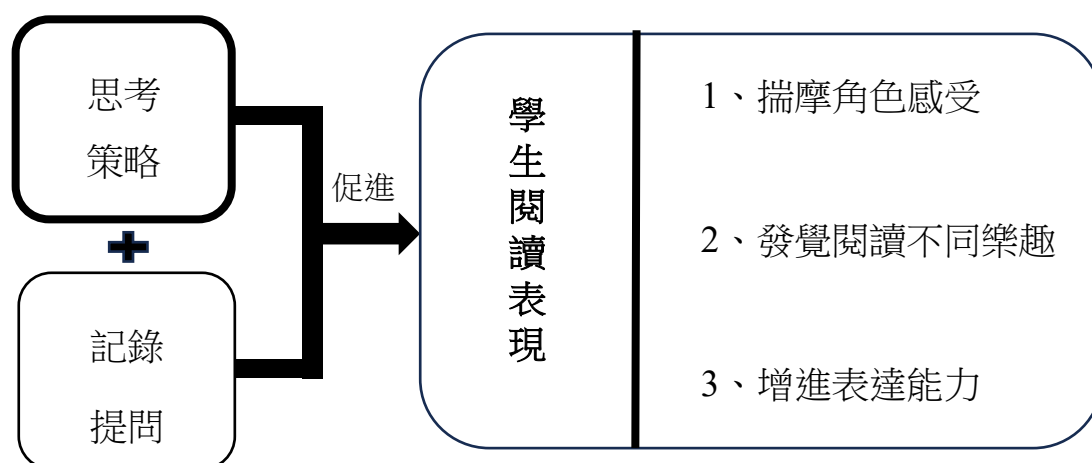 思考
策略
記錄
提問
促進
學生閱讀表現
1、揣摩角色感受
2、發覺閱讀不同樂趣
3、增進表達能力